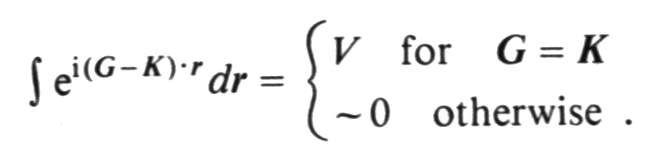 ∫ e^{i(G−K)·r} dr = { V for G = K
~0 otherwise .